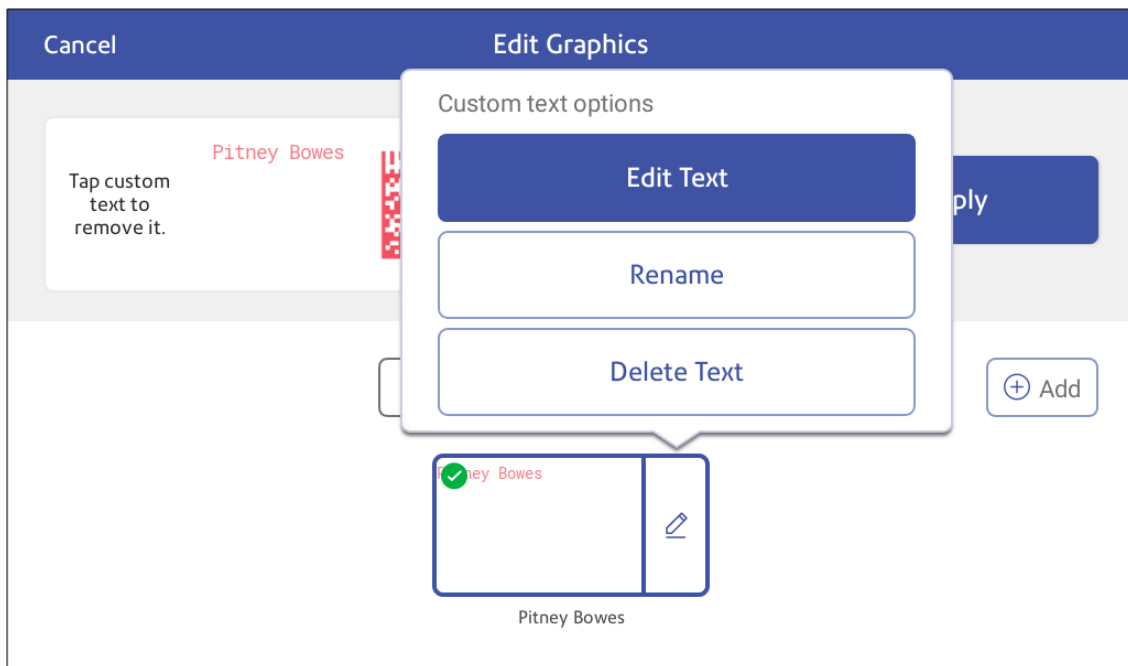 Cancel
Edit Graphics
Custom text options
Pitney Bowes
Tap custom
text to
remove it.
Edit Text
ply
Rename
Delete Text
Add
ney Bowes
Pitney Bowes